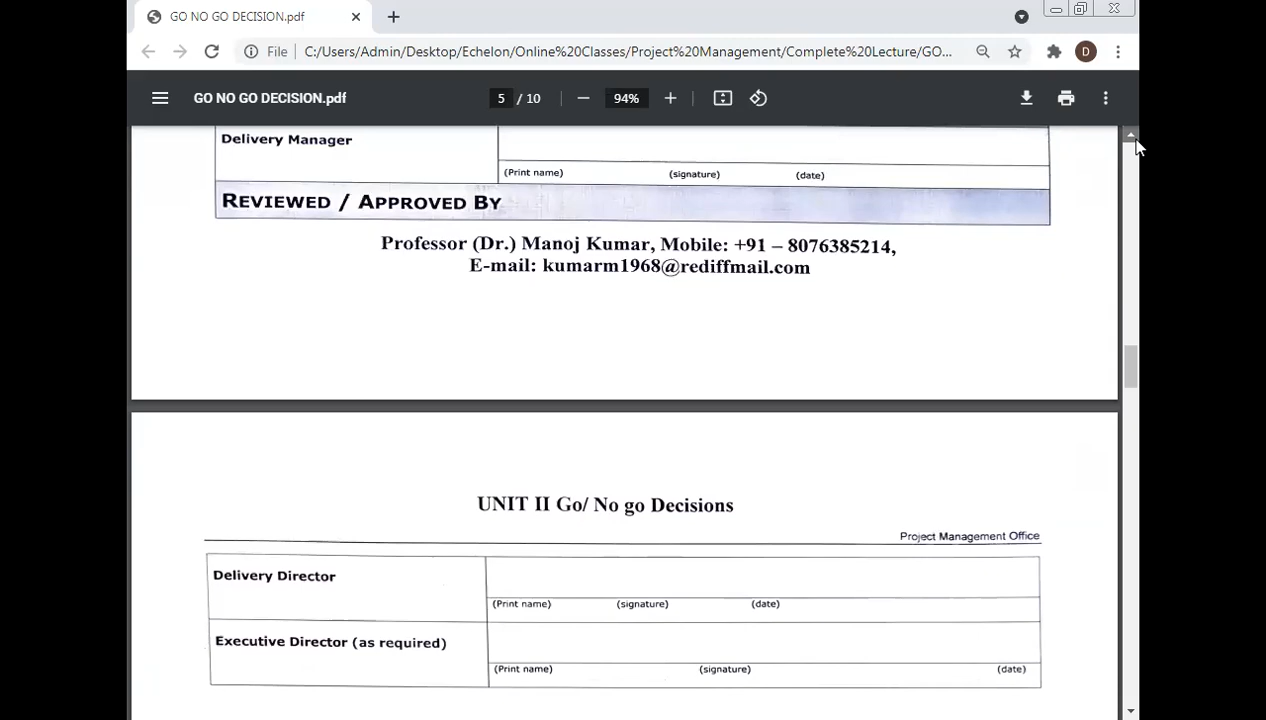 GO NO GO DECISION.pdf
File C:/Users/Admin/Desktop/Echelon/Online%20Classes/Project%20Management/Complete%20Lecture/GO... D
GO NO GO DECISION.pdf 5 / 10 94%
Delivery Manager
(Print name) (signature) (date)
REVIEWED / APPROVED BY
Professor (Dr.) Manoj Kumar, Mobile: +91 – 8076385214,
E-mail: kumarm1968@rediffmail.com
UNIT II Go/ No go Decisions
Project Management Office
Delivery Director
(Print name) (signature) (date)
Executive Director (as required)
(Print name) (signature) (date)